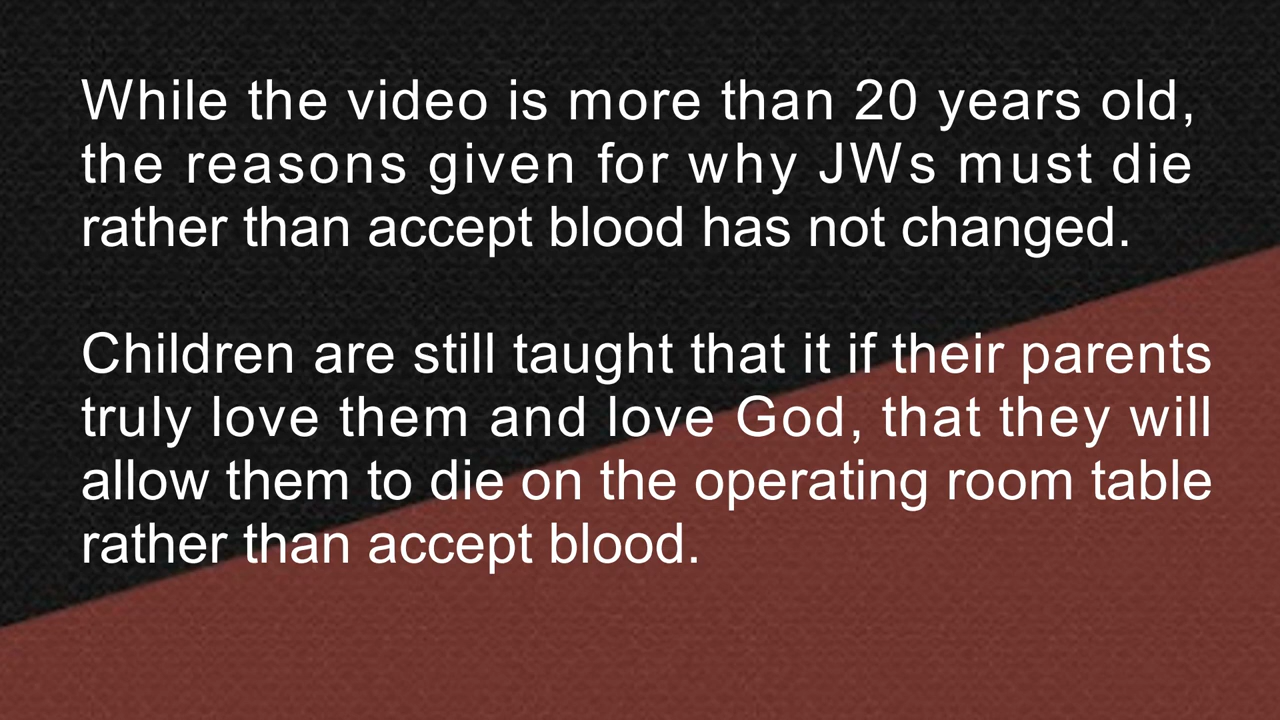 While the video is more than 20 years old,
the reasons given for why JWs must die
rather than accept blood has not changed.
Children are still taught that it if their parents
truly love them and love God, that they will
allow them to die on the operating room table
rather than accept blood.